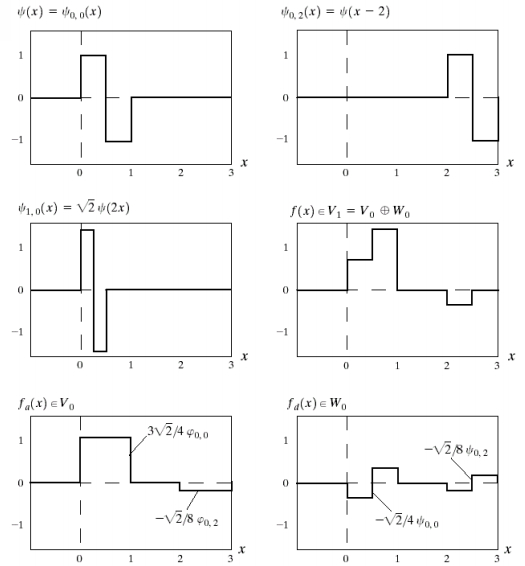 ψ(x) = ψ₀,₀(x)
1
0
−1
0 1 2 3 x
ψ₀,₂(x) = ψ(x − 2)
1
0
−1
0 1 2 3 x
ψ₁,₀(x) = √2 ψ(2x)
1
0
−1
0 1 2 3 x
f(x) ∈ V₁ = V₀ ⊕ W₀
1
0
−1
0 1 2 3 x
fₐ(x) ∈ V₀
1
3√2/4 φ₀,₀
0
−√2/8 φ₀,₂
−1
0 1 2 3 x
f_d(x) ∈ W₀
1
−√2/8 ψ₀,₂
0
−√2/4 ψ₀,₀
−1
0 1 2 3 x